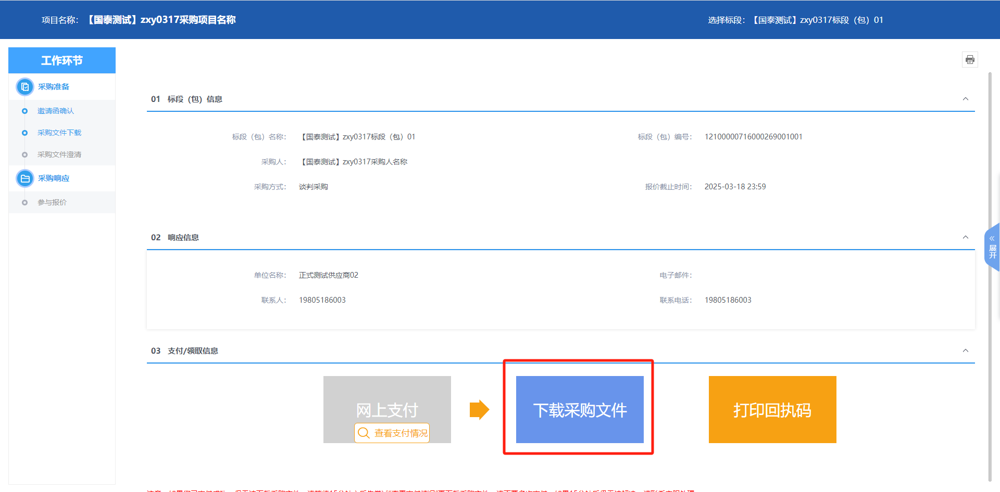 项目名称： 【国泰测试】zxy0317采购项目名称
选择标段： 【国泰测试】zxy0317标段（包）01
工作环节
采购准备
邀请函确认
采购文件下载
采购文件澄清
采购响应
参与报价
01 标段（包）信息
标段（包）名称： 【国泰测试】zxy0317标段（包）01
标段（包）编号： 12100000716000269001001
采购人： 【国泰测试】zxy0317采购人名称
采购方式： 谈判采购
报价截止时间： 2025-03-18 23:59
02 响应信息
单位名称： 正式测试供应商02
电子邮件：
联系人： 19805186003
联系电话： 19805186003
03 支付/领取信息
网上支付
查看支付情况
下载采购文件
打印回执码
«
展开